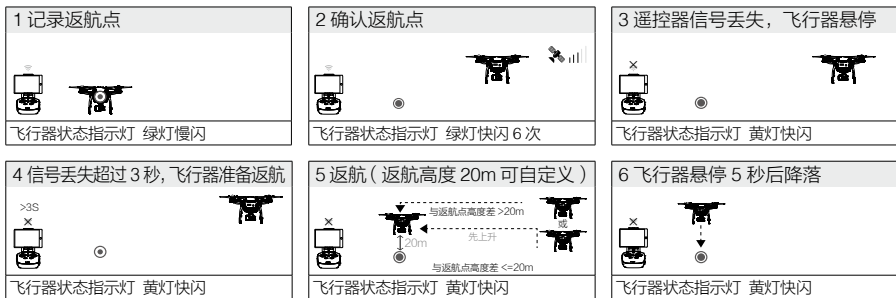 1 记录返航点
飞行器状态指示灯 绿灯慢闪
2 确认返航点
飞行器状态指示灯 绿灯快闪 6 次
3 遥控器信号丢失，飞行器悬停
飞行器状态指示灯 黄灯快闪
4 信号丢失超过 3 秧，飞行器准备返航
>3S
飞行器状态指示灯 黄灯快闪
5 返航（返航高度 20m 可自定义）
与返航点高度差 >20m
或
先上升
20m
与返航点高度差 <=20m
飞行器状态指示灯 黄灯快闪
6 飞行器悬停 5 秒后降落
飞行器状态指示灯 黄灯快闪